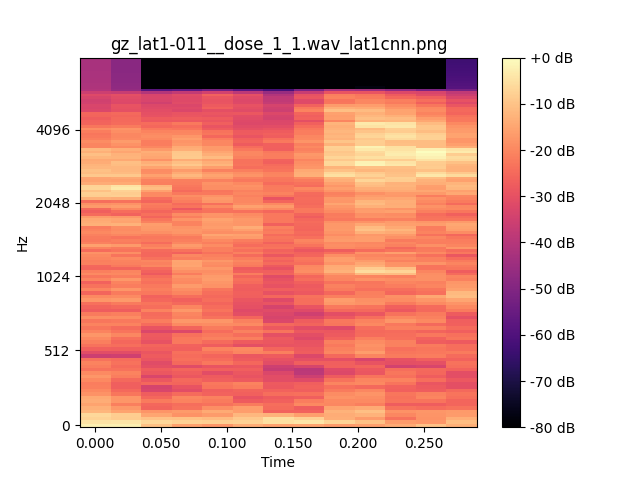 gz_lat1-011__dose_1_1.wav_lat1cnn.png
+0 dB
-10 dB
-20 dB
-30 dB
-40 dB
-50 dB
-60 dB
-70 dB
-80 dB
4096
2048
1024
512
0
Hz
0.000 0.050 0.100 0.150 0.200 0.250
Time